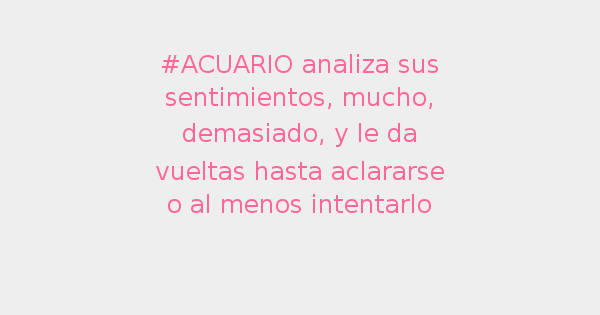 #ACUARIO analiza sus
sentimientos, mucho,
demasiado, y le da
vueltas hasta aclararse
o al menos intentarlo